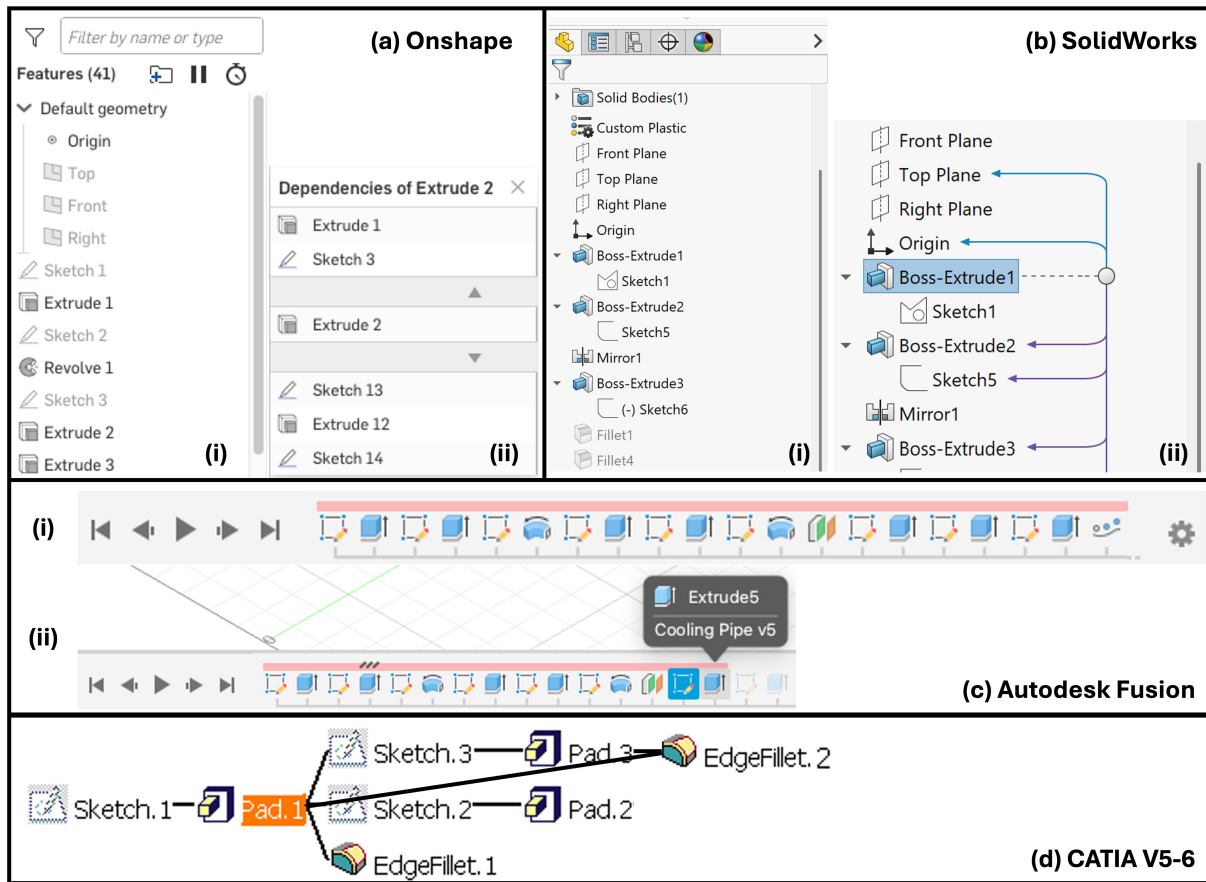 Filter by name or type
(a) Onshape
Features (41)
Default geometry
Origin
Top
Front
Right
Sketch 1
Extrude 1
Sketch 2
Revolve 1
Sketch 3
Extrude 2
Extrude 3
(i)
Dependencies of Extrude 2
Extrude 1
Sketch 3
Extrude 2
Sketch 13
Extrude 12
Sketch 14
(ii)
(b) SolidWorks
Solid Bodies(1)
Custom Plastic
Front Plane
Top Plane
Right Plane
Origin
Boss-Extrude1
Sketch1
Boss-Extrude2
Sketch5
Mirror1
Boss-Extrude3
(-) Sketch6
Fillet1
Fillet4
(i)
Front Plane
Top Plane
Right Plane
Origin
Boss-Extrude1
Sketch1
Boss-Extrude2
Sketch5
Mirror1
Boss-Extrude3
(ii)
(i)
(ii)
Extrude5
Cooling Pipe v5
(c) Autodesk Fusion
Sketch.3
Pad.3
EdgeFillet.2
Sketch.1
Pad.1
Sketch.2
Pad.2
EdgeFillet.1
(d) CATIA V5-6